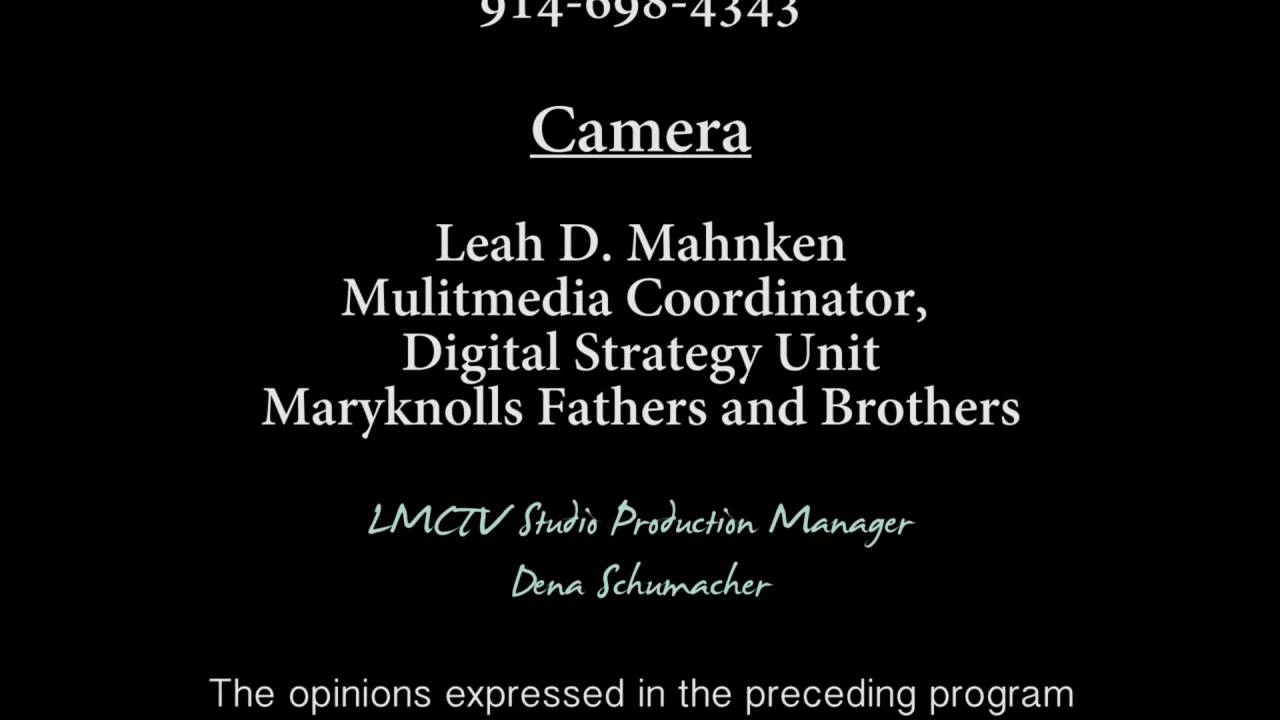 914-698-4343
Camera
Leah D. Mahnken
Mulitmedia Coordinator,
Digital Strategy Unit
Maryknolls Fathers and Brothers
LMCTV Studio Production Manager
Dena Schumacher
The opinions expressed in the preceding program